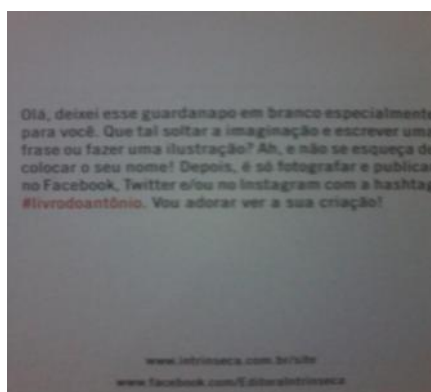 Olá, deixei esse guardanapo em branco especialmente
para você. Que tal soltar a imaginação e escrever uma
frase ou fazer uma ilustração? Ah, e não se esqueça de
colocar o seu nome! Depois, é só fotografar e publicar
no Facebook, Twitter e/ou no Instagram com a hashtag
#livrodoantônio. Vou adorar ver a sua criação!
www.intrinseca.com.br/site
www.facebook.com/EditoraIntrinseca